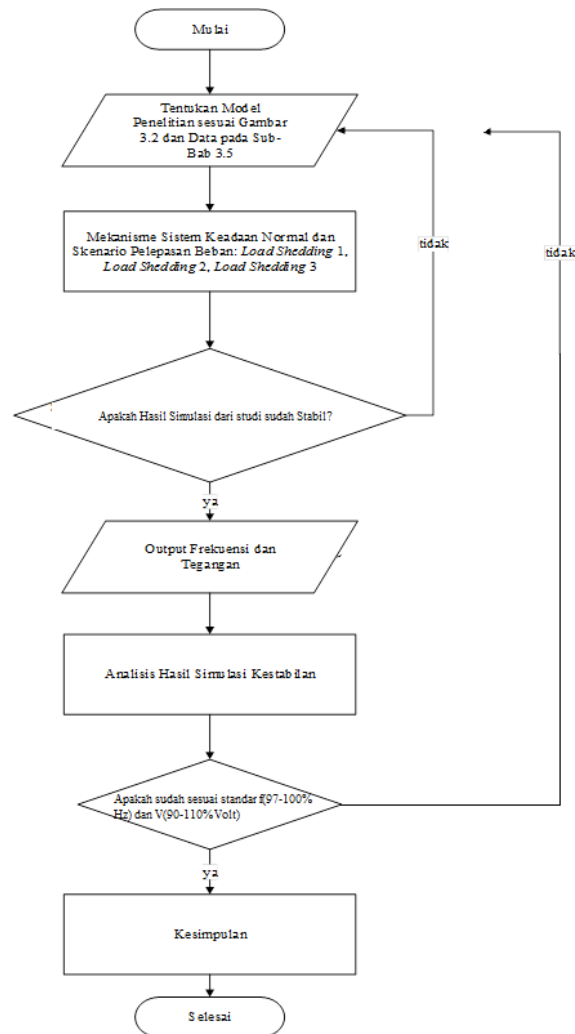 Mulai
Tentukan Model
Penelitian sesuai Gambar
3.2 dan Data pada Sub-
Bab 3.5
Mekanisme Sistem Keadaan Normal dan
Skenario Pelepasan Beban: Load Shedding 1,
Load Shedding 2, Load Shedding 3
tidak
tidak
Apakah Hasil Simulasi dari studi sudah Stabil?
ya
Output Frekuensi dan
Tegangan
Analisis Hasil Simulasi Kestabilan
Apakah sudah sesuai standar f(97-100%
Hz) dan V(90-110% Volt)
ya
Kesimpulan
Selesai